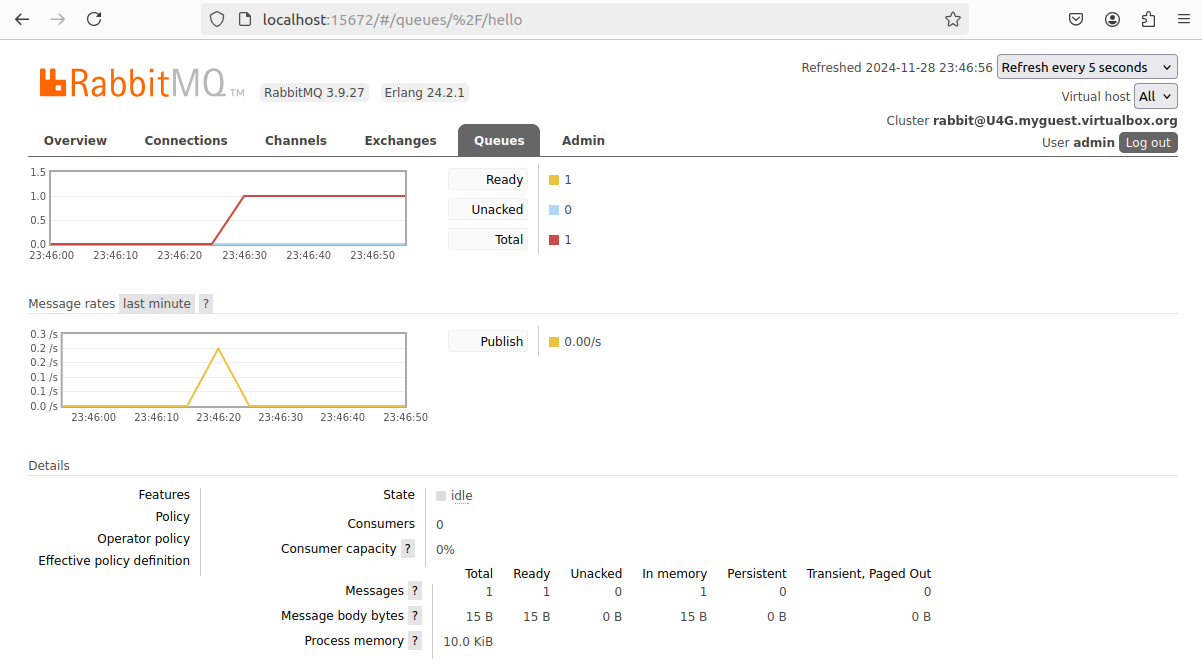 localhost:15672/#/queues/%2F/hello
Refreshed 2024-11-28 23:46:56 Refresh every 5 seconds
RabbitMQ TM RabbitMQ 3.9.27 Erlang 24.2.1
Virtual host All
Cluster rabbit@U4G.myguest.virtualbox.org
User admin Log out
Overview Connections Channels Exchanges Queues Admin
1.5
1.0
0.5
0.0
23:46:00 23:46:10 23:46:20 23:46:30 23:46:40 23:46:50
Ready 1
Unacked 0
Total 1
Message rates last minute ?
0.3 /s
0.2 /s
0.2 /s
0.1 /s
0.1 /s
0.0 /s
23:46:00 23:46:10 23:46:20 23:46:30 23:46:40 23:46:50
Publish 0.00/s
Details
Features
Policy
Operator policy
Effective policy definition
State idle
Consumers 0
Consumer capacity ? 0%
Total Ready Unacked In memory Persistent Transient, Paged Out
Messages ? 1 1 0 1 0 0
Message body bytes ? 15 B 15 B 0 B 15 B 0 B 0 B
Process memory ? 10.0 KiB